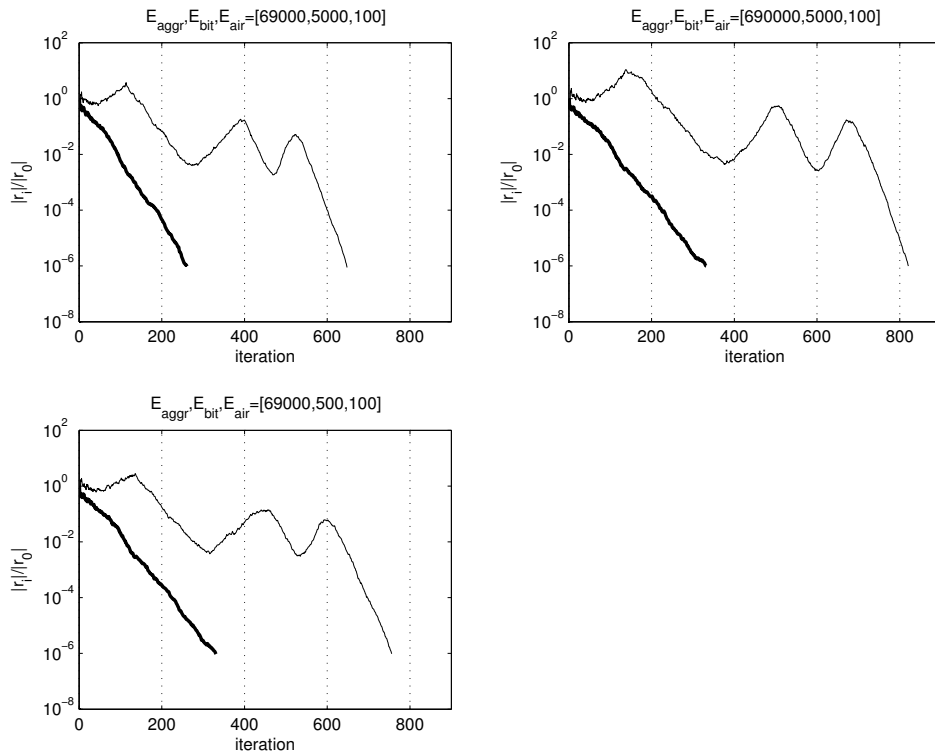 E_aggr,E_bit,E_air=[69000,5000,100]
10^2
10^0
10^-2
10^-4
10^-6
10^-8
|r_i|/|r_0|
0 200 400 600 800
iteration
E_aggr,E_bit,E_air=[690000,5000,100]
10^2
10^0
10^-2
10^-4
10^-6
10^-8
|r_i|/|r_0|
0 200 400 600 800
iteration
E_aggr,E_bit,E_air=[69000,500,100]
10^2
10^0
10^-2
10^-4
10^-6
10^-8
|r_i|/|r_0|
0 200 400 600 800
iteration